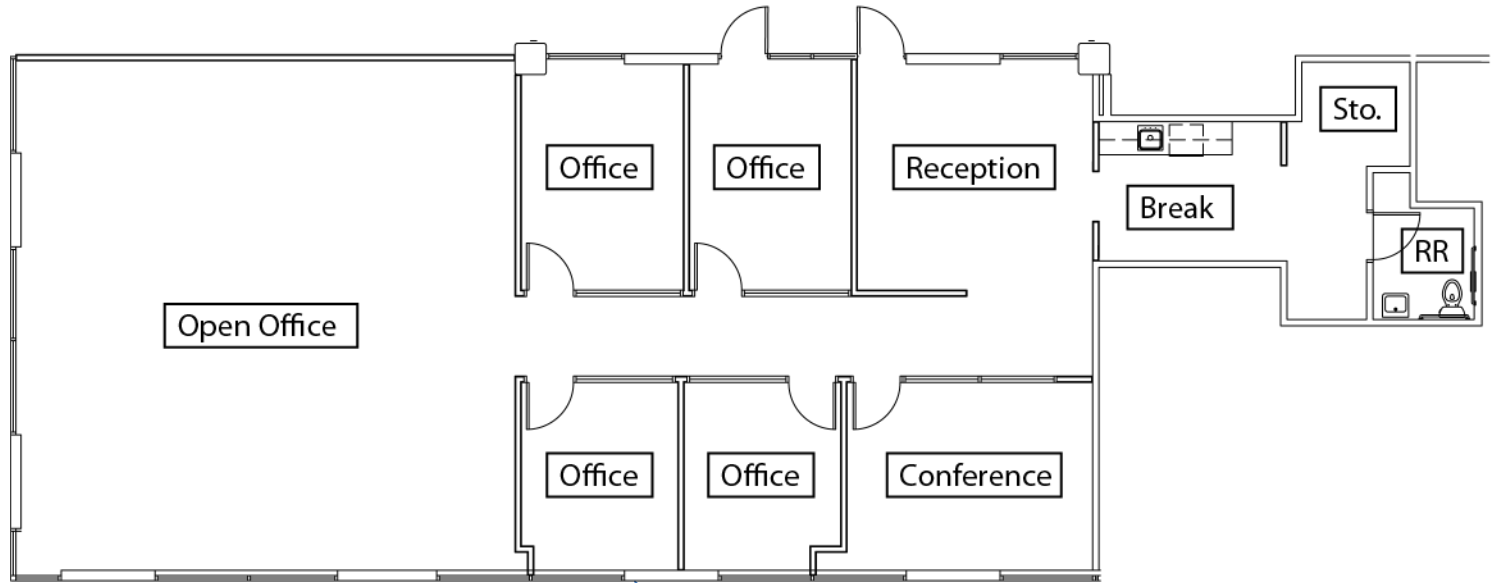 Sto.
Office
Office
Reception
Break
RR
Open Office
Office
Office
Conference